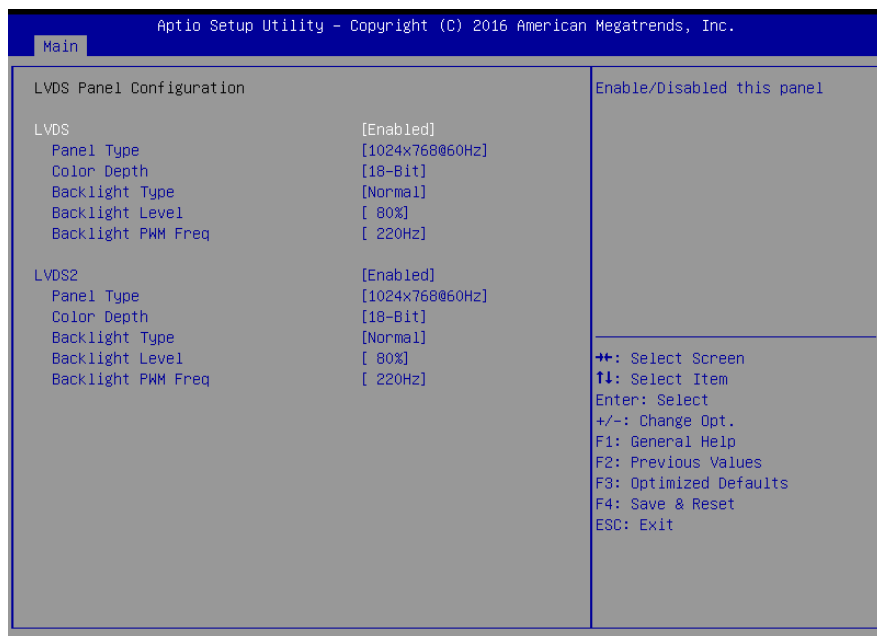 Aptio Setup Utility – Copyright (C) 2016 American Megatrends, Inc.
Main
LVDS Panel Configuration
LVDS [Enabled]
Panel Type [1024x768@60Hz]
Color Depth [18-Bit]
Backlight Type [Normal]
Backlight Level [ 80%]
Backlight PWM Freq [ 220Hz]
LVDS2 [Enabled]
Panel Type [1024x768@60Hz]
Color Depth [18-Bit]
Backlight Type [Normal]
Backlight Level [ 80%]
Backlight PWM Freq [ 220Hz]
Enable/Disabled this panel
→←: Select Screen
↑↓: Select Item
Enter: Select
+/-: Change Opt.
F1: General Help
F2: Previous Values
F3: Optimized Defaults
F4: Save & Reset
ESC: Exit